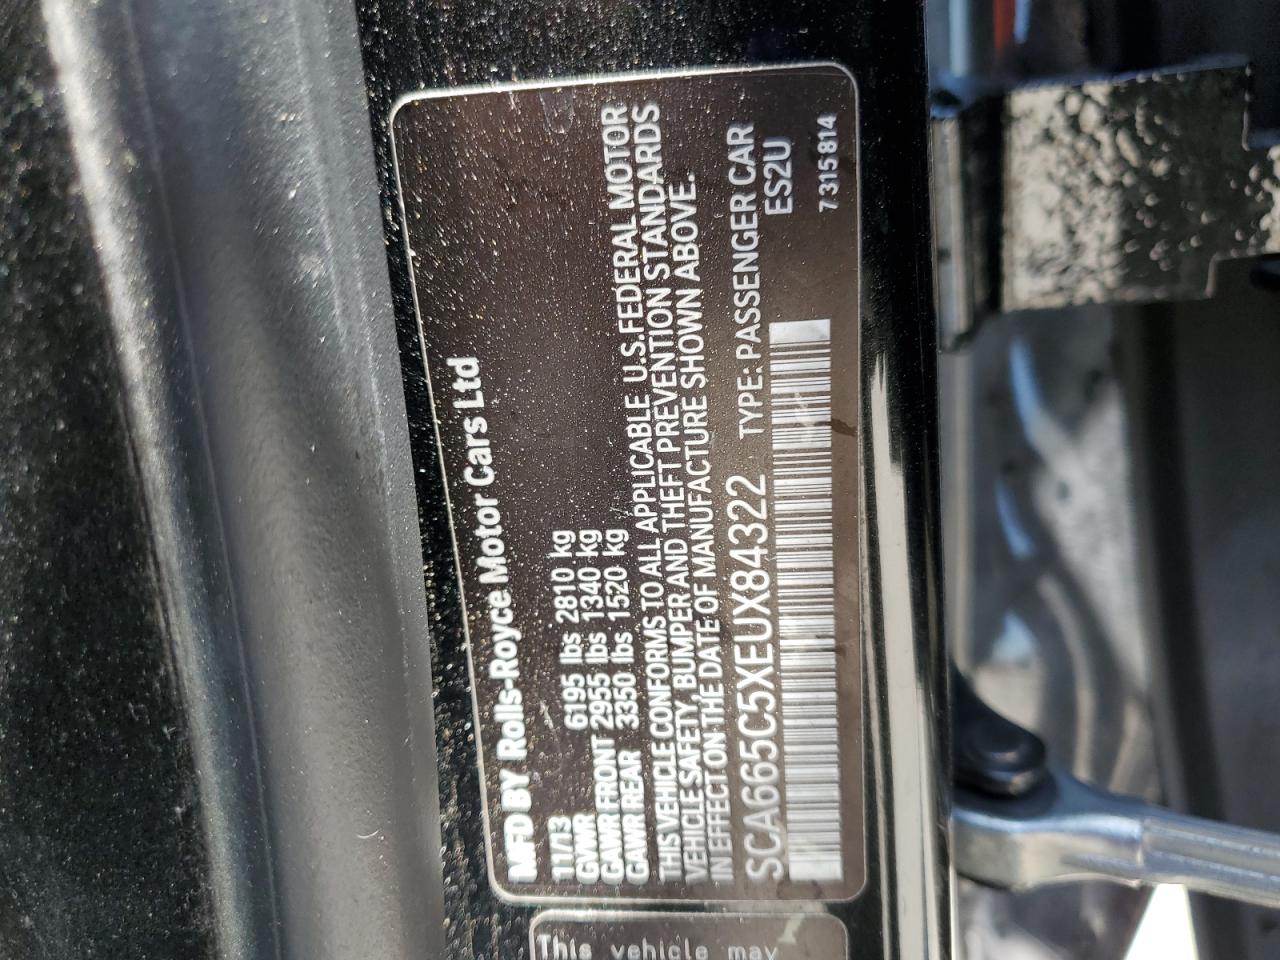 MFD BY Rolls-Royce Motor Cars Ltd
11/13
GVWR 6195 lbs 2810 kg
GAWR FRONT 2955 lbs 1340 kg
GAWR REAR 3350 lbs 1520 kg
THIS VEHICLE CONFORMS TO ALL APPLICABLE U.S.FEDERAL MOTOR
VEHICLE SAFETY, BUMPER AND THEFT PREVENTION STANDARDS
IN EFFECT ON THE DATE OF MANUFACTURE SHOWN ABOVE.
SCA665C5XEUX84322 TYPE: PASSENGER CAR
ES2U
7 315 814
This vehicle may